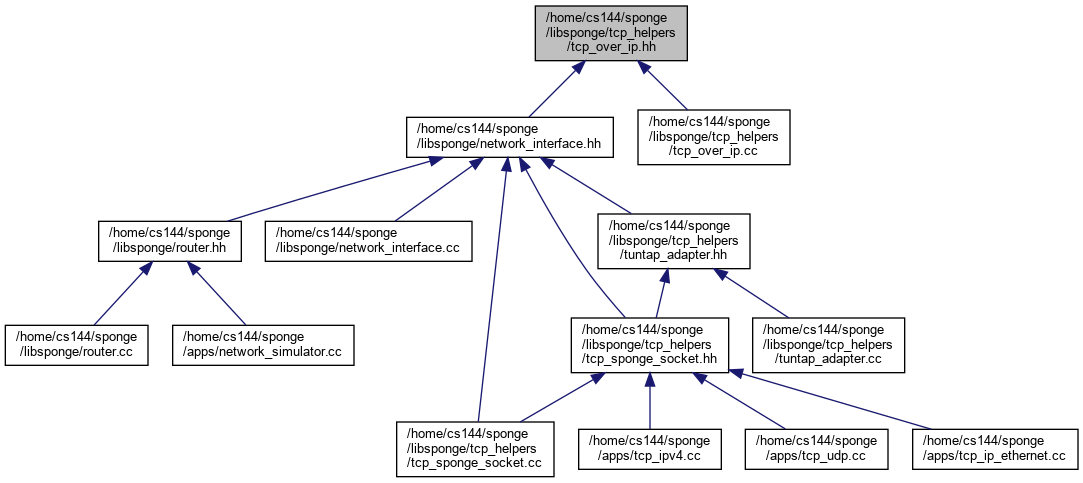 /home/cs144/sponge
/libsponge/tcp_helpers
/tcp_over_ip.hh
/home/cs144/sponge
/libsponge/network_interface.hh
/home/cs144/sponge
/libsponge/tcp_helpers
/tcp_over_ip.cc
/home/cs144/sponge
/libsponge/router.hh
/home/cs144/sponge
/libsponge/network_interface.cc
/home/cs144/sponge
/libsponge/tcp_helpers
/tuntap_adapter.hh
/home/cs144/sponge
/libsponge/router.cc
/home/cs144/sponge
/apps/network_simulator.cc
/home/cs144/sponge
/libsponge/tcp_helpers
/tcp_sponge_socket.hh
/home/cs144/sponge
/libsponge/tcp_helpers
/tuntap_adapter.cc
/home/cs144/sponge
/libsponge/tcp_helpers
/tcp_sponge_socket.cc
/home/cs144/sponge
/apps/tcp_ipv4.cc
/home/cs144/sponge
/apps/tcp_udp.cc
/home/cs144/sponge
/apps/tcp_ip_ethernet.cc